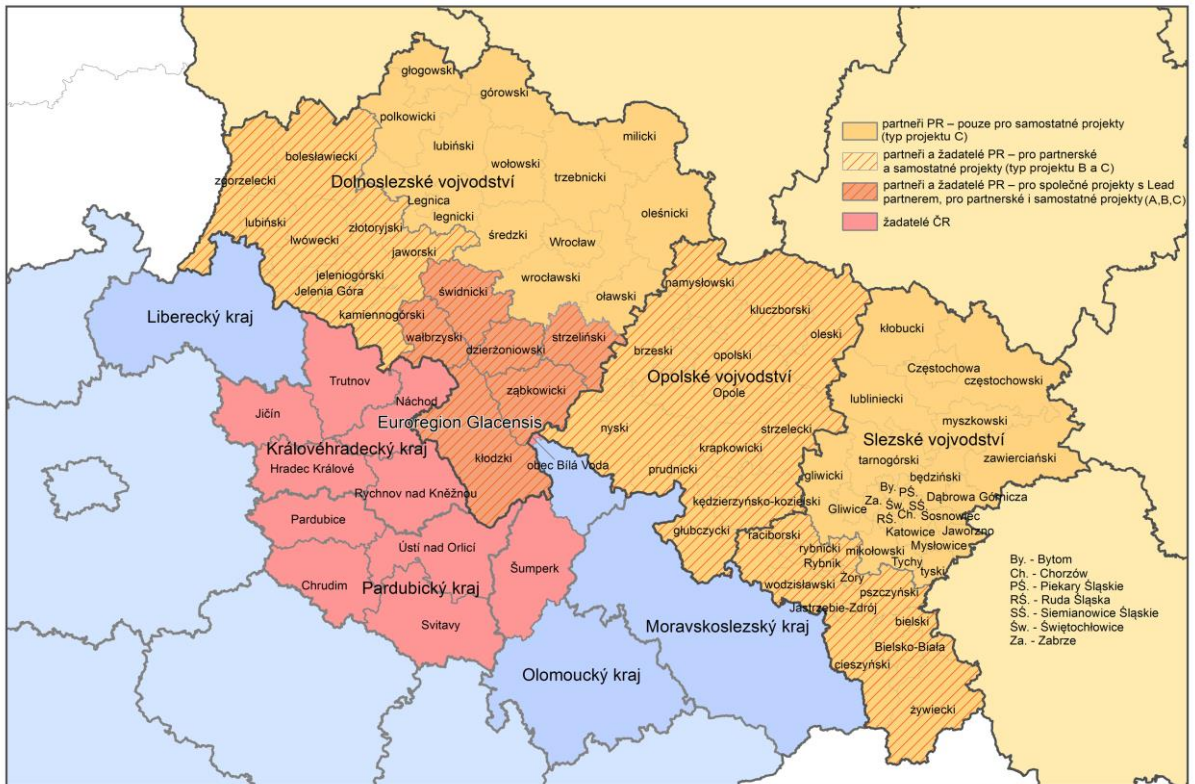 głogowski
górowski
polkowicki
milicki
lubiński
bolesławiecki
wołowski
trzebnicki
zgorzelecki
Dolnoslezské vojvodství
Legnica
legnicki
oleśnicki
lubiński
złotoryjski
lwówecki
średzki
Wrocław
jaworski
jeleniogórski
wrocławski
Jelenia Góra
świdnicki
oławski
namysłowski
kamiennogórski
kluczborski
Liberecký kraj
wałbrzyski
strzeliński
oleski
dzierżoniowski
brzeski
opolski
kłobucki
Opolské vojvodství
Opole
Częstochowa
częstochowski
Trutnov
ząbkowicki
lubliniecki
Náchod
Jičín
Euroregion Glacensis
nyski
strzelecki
myszkowski
krapkowicki
Slezské vojvodství
Královéhradecký kraj
kłodzki
obec Bílá Voda
prudnicki
tarnogórski
zawierciański
Hradec Králové
gliwicki
będziński
Rychnov nad Kněžnou
kędzierzyńsko-kozielski
By. PŚ.
Dąbrowa Górnicza
Za. Św. SŚ.
Gliwice
RŚ. Ch. Sosnowiec
Pardubice
głubczycki
raciborski
Katowice
Jaworzno
Ústí nad Orlicí
rybnicki
mikołowski
Mysłowice
Rybnik
Tychy
tyski
Šumperk
Chrudim
Pardubický kraj
wodzisławski
Żory
pszczyński
Jastrzębie-Zdrój
Svitavy
Moravskoslezský kraj
bielski
Bielsko-Biała
cieszyński
Olomoucký kraj
żywiecki
partneři PR – pouze pro samostatné projekty
(typ projektu C)
partneři a žadatelé PR – pro partnerské
a samostatné projekty (typ projektu B a C)
partneři a žadatelé PR – pro společné projekty s Lead
partnerem, pro partnerské i samostatné projekty (A,B,C)
žadatelé ČR
By. - Bytom
Ch. - Chorzów
PŚ. - Piekary Śląskie
RŚ. - Ruda Śląska
SŚ. - Siemianowice Śląskie
Św. - Świętochłowice
Za. - Zabrze